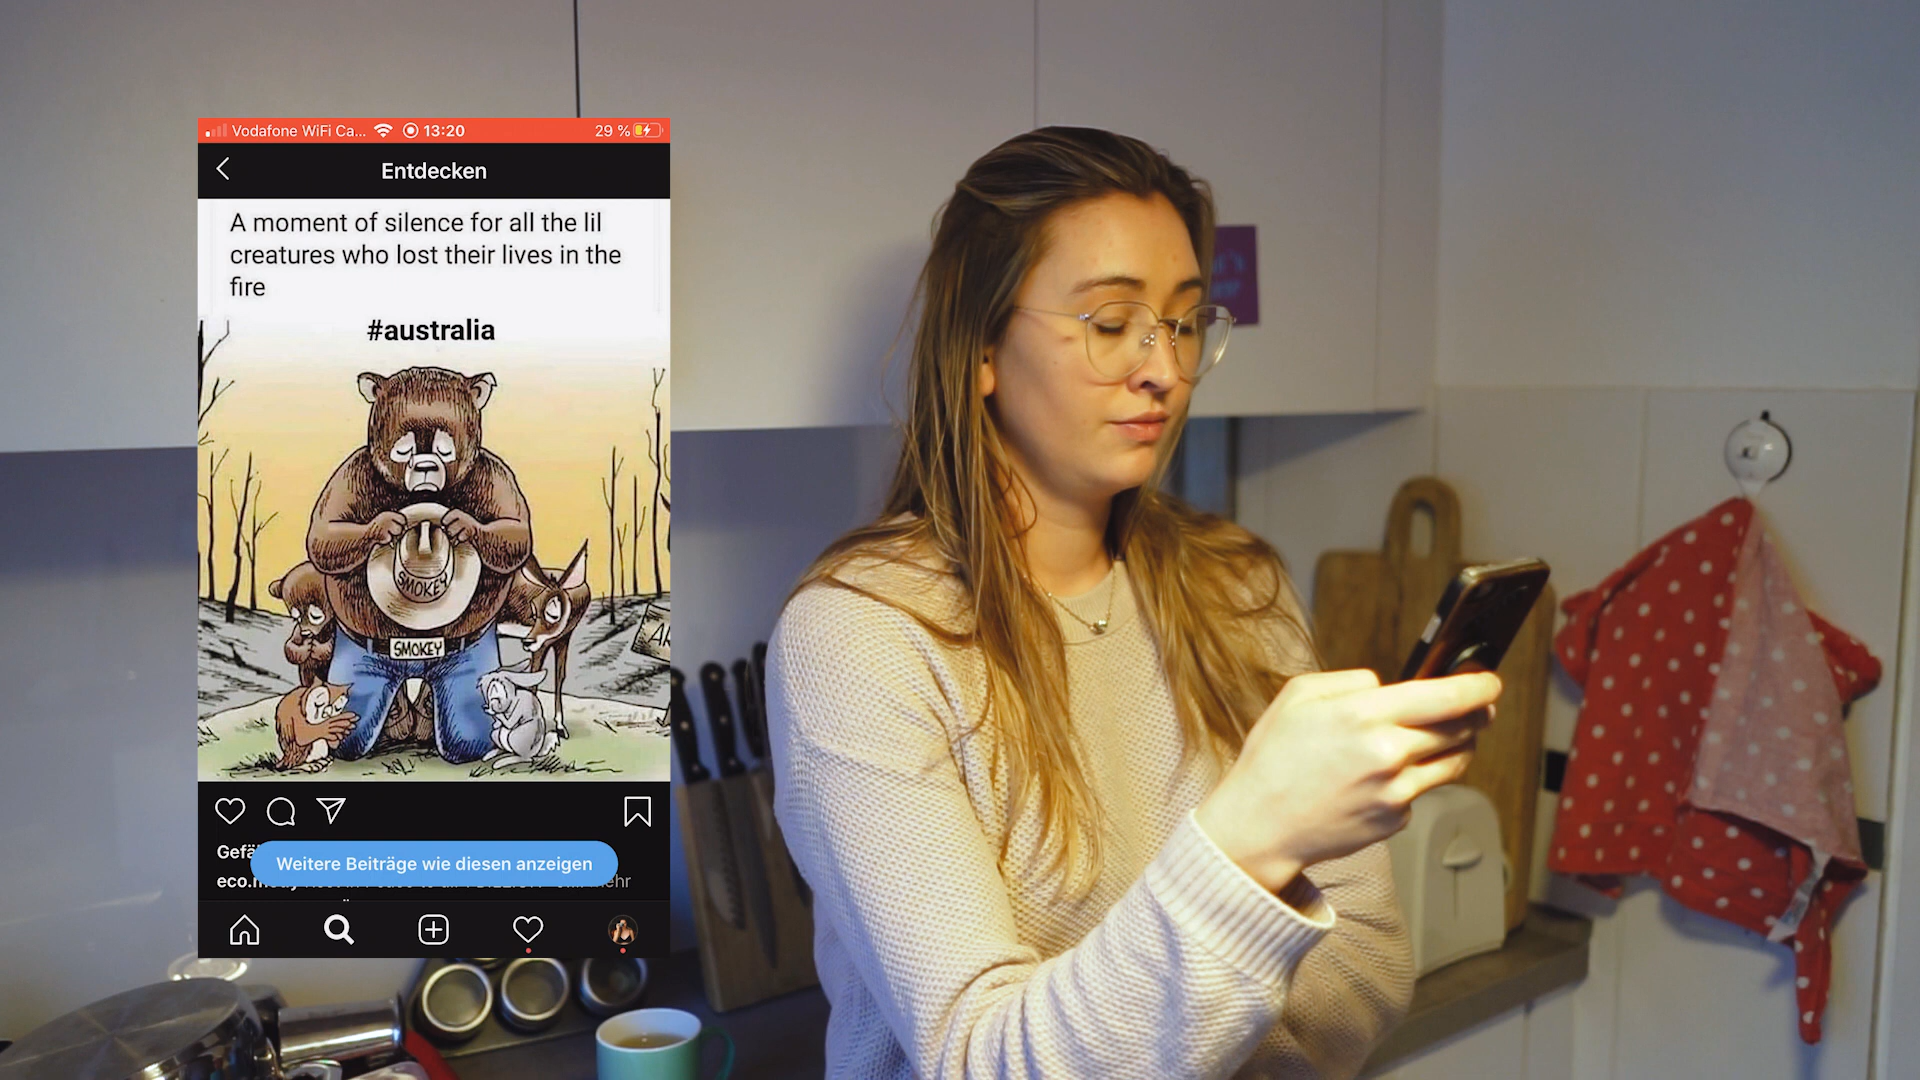 Vodafone WiFi Ca... 13:20 29 %
Entdecken
A moment of silence for all the lil
creatures who lost their lives in the
fire
#australia
SMOKEY
SMOKEY
Weitere Beiträge wie diesen anzeigen